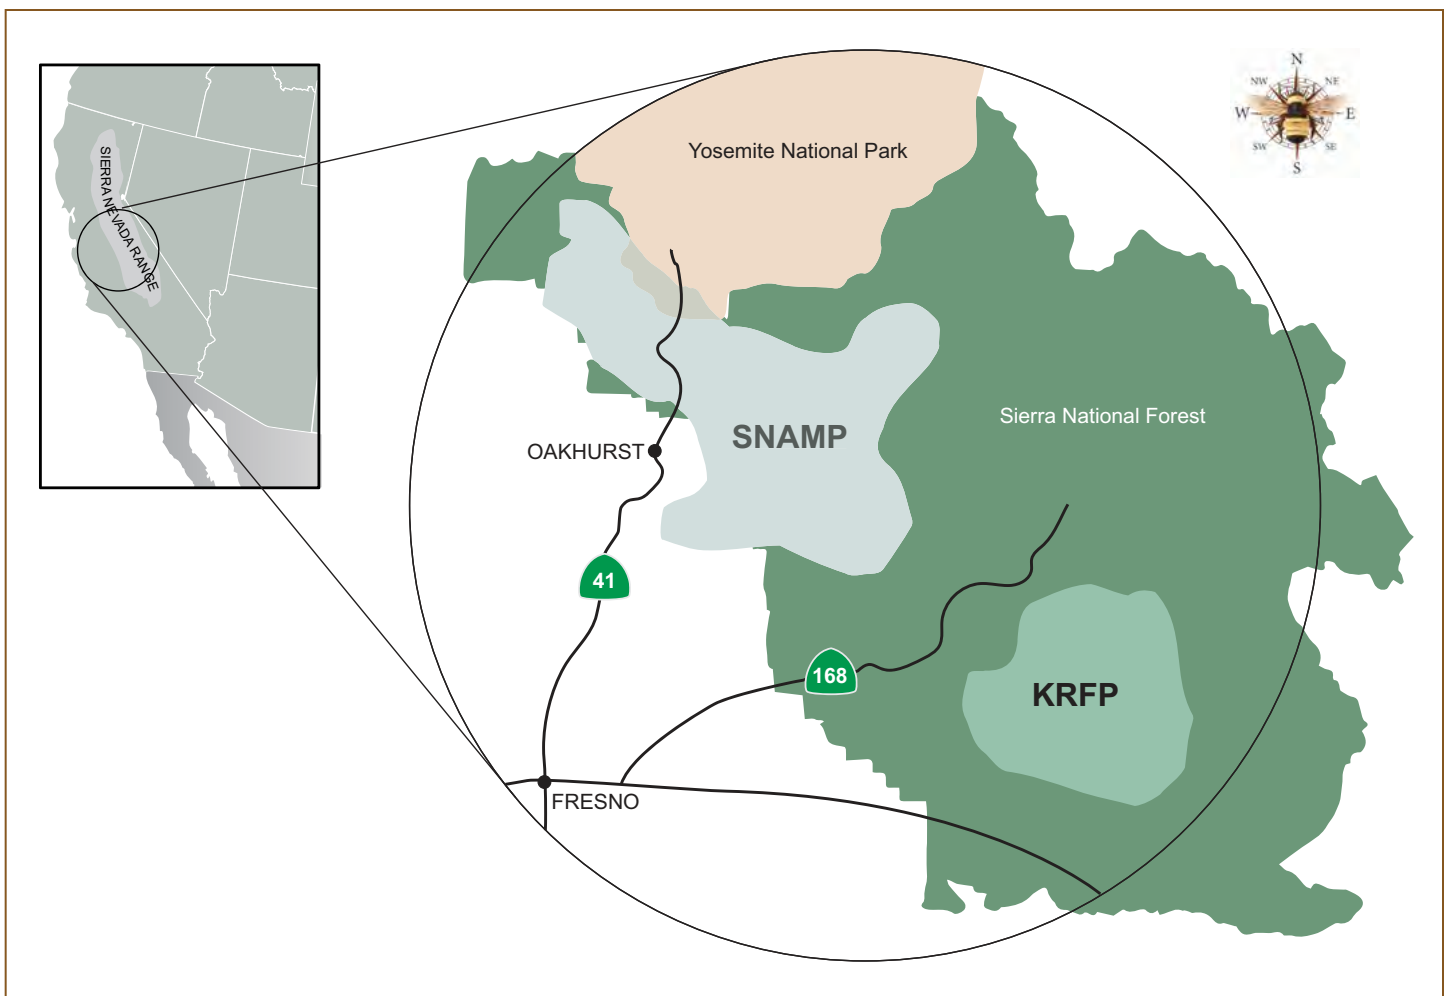 SIERRA NEVADA RANGE
Yosemite National Park
N
NW
NE
W
E
SW
SE
S
Sierra National Forest
SNAMP
OAKHURST
41
168
KRFP
FRESNO